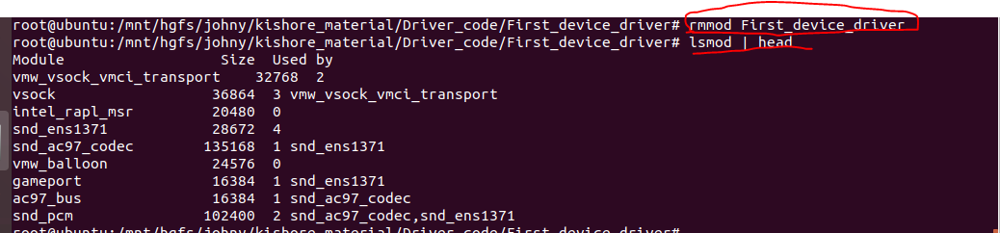 root@ubuntu:/mnt/hgfs/johny/kishore_material/Driver_code/First_device_driver# rmmod First_device_driver
root@ubuntu:/mnt/hgfs/johny/kishore_material/Driver_code/First_device_driver# lsmod | head
Module                  Size  Used by
vmw_vsock_vmci_transport    32768  2
vsock                  36864  3 vmw_vsock_vmci_transport
intel_rapl_msr         20480  0
snd_ens1371            28672  4
snd_ac97_codec        135168  1 snd_ens1371
vmw_balloon            24576  0
gameport               16384  1 snd_ens1371
ac97_bus               16384  1 snd_ac97_codec
snd_pcm               102400  2 snd_ac97_codec,snd_ens1371
root@ubuntu:/mnt/hgfs/johny/kishore_material/Driver_code/First_device_driver#